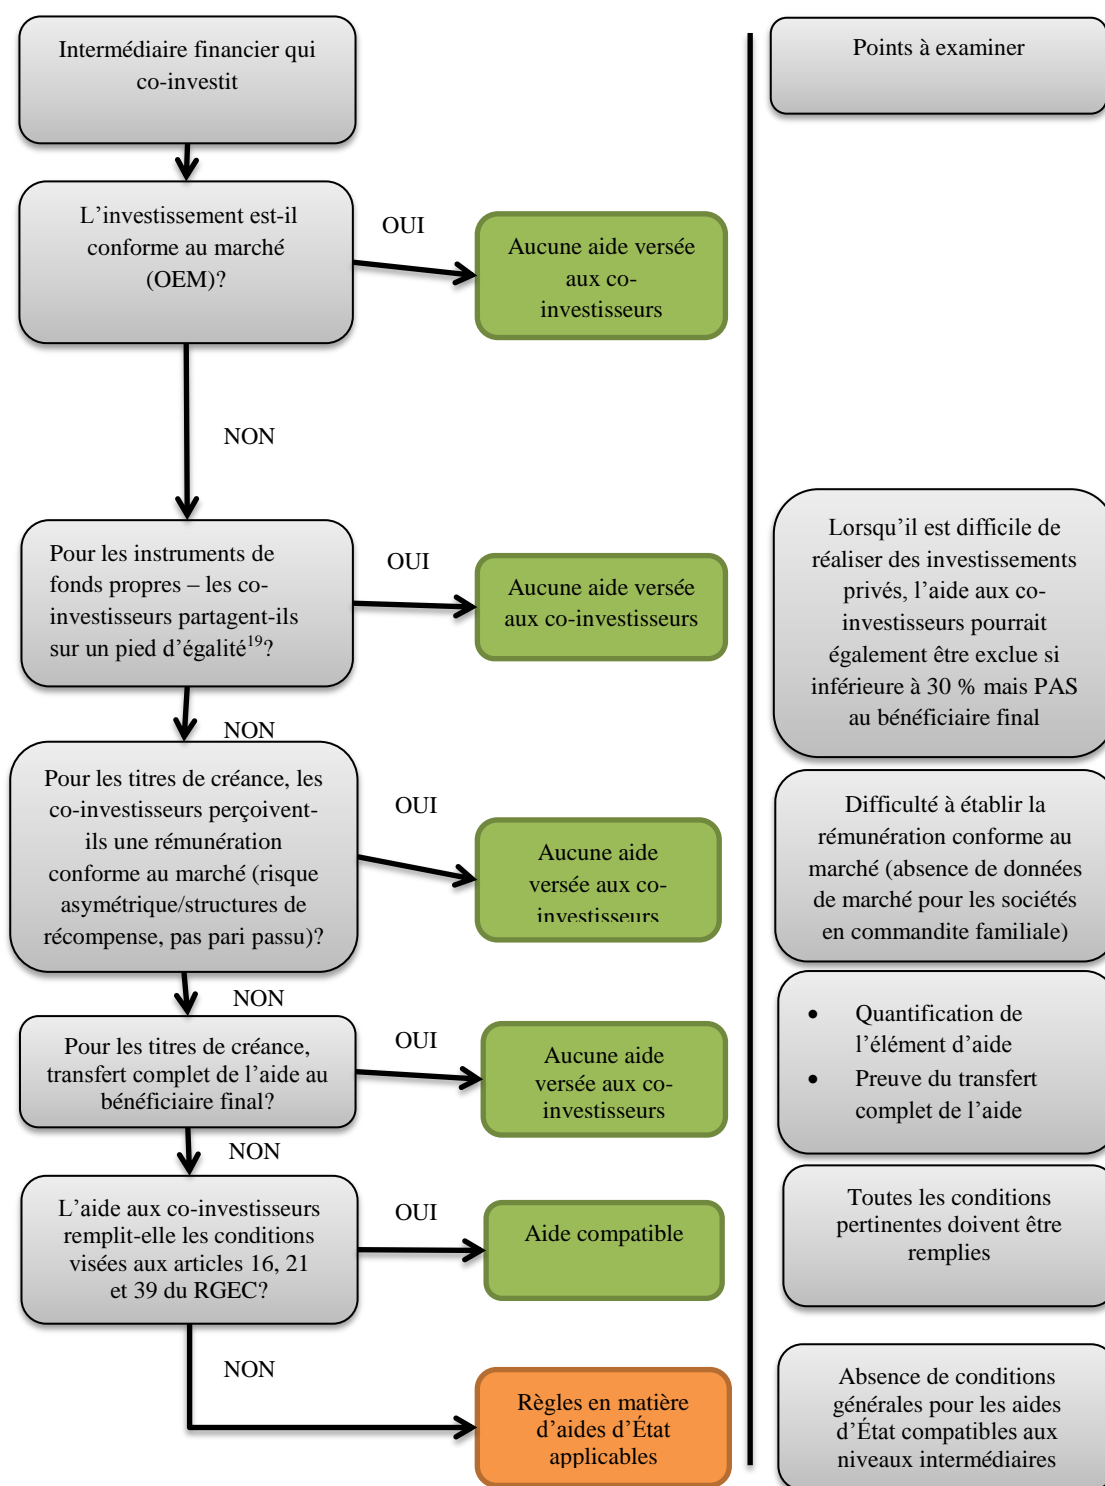 Intermédiaire financier qui
co-investit
Points à examiner
L’investissement est-il
conforme au marché
(OEM)?
OUI
Aucune aide versée
aux co-
investisseurs
NON
Pour les instruments de
fonds propres – les co-
investisseurs partagent-ils
sur un pied d’égalité19?
OUI
Aucune aide versée
aux co-investisseurs
Lorsqu’il est difficile de
réaliser des investissements
privés, l’aide aux co-
investisseurs pourrait
également être exclue si
inférieure à 30 % mais PAS
au bénéficiaire final
NON
Pour les titres de créance, les
co-investisseurs perçoivent-
ils une rémunération
conforme au marché (risque
asymétrique/structures de
récompense, pas pari passu)?
OUI
Aucune aide
versée aux co-
investisseurs
Difficulté à établir la
rémunération conforme au
marché (absence de données
de marché pour les sociétés
en commandite familiale)
NON
Pour les titres de créance,
transfert complet de l’aide au
bénéficiaire final?
OUI
Aucune aide
versée aux co-
investisseurs
• Quantification de
l’élément d’aide
• Preuve du transfert
complet de l’aide
NON
L’aide aux co-investisseurs
remplit-elle les conditions
visées aux articles 16, 21
et 39 du RGEC?
OUI
Aide compatible
Toutes les conditions
pertinentes doivent être
remplies
NON
Règles en matière
d’aides d’État
applicables
Absence de conditions
générales pour les aides
d’État compatibles aux
niveaux intermédiaires